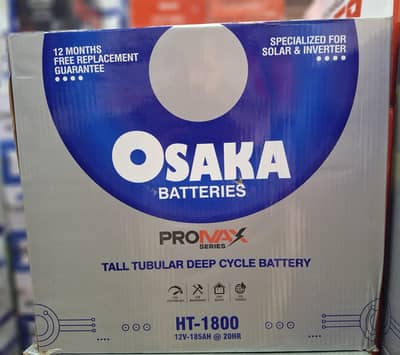 12 MONTHS
FREE REPLACEMENT
GUARANTEE
SPECIALIZED FOR
SOLAR & INVERTER
OSAKA
BATTERIES
PROMAX
SERIES
TALL TUBULAR DEEP CYCLE BATTERY
HT-1800
12V-185AH @ 20HR